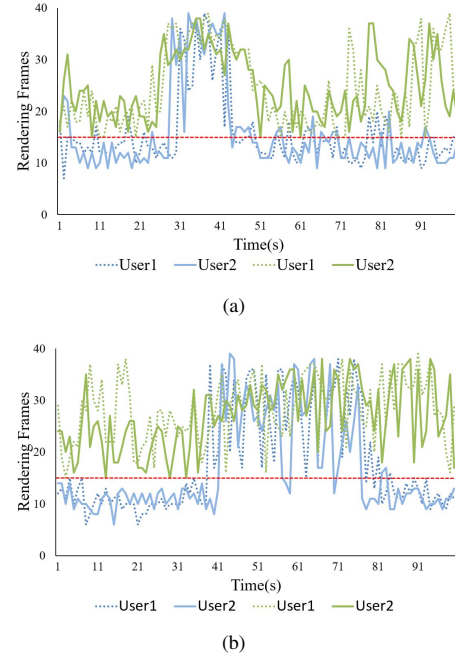 40
30
20
10
0
Rendering Frames
1 11 21 31 41 51 61 71 81 91
Time(s)
User1 User2 User1 User2
(a)
40
30
20
10
0
Rendering Frames
1 11 21 31 41 51 61 71 81 91
Time(s)
User1 User2 User1 User2
(b)